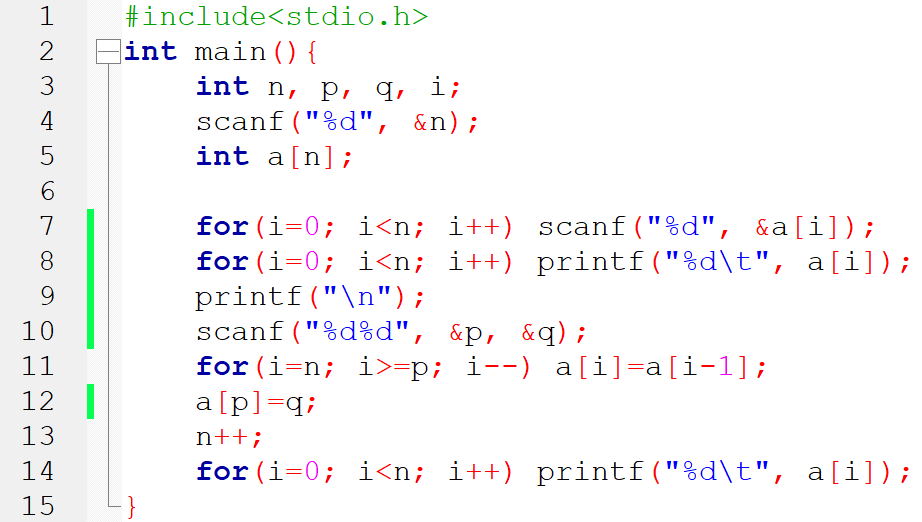 1 #include<stdio.h>
2 int main(){
3 int n, p, q, i;
4 scanf("%d", &n);
5 int a[n];
6
7 for(i=0; i<n; i++) scanf("%d", &a[i]);
8 for(i=0; i<n; i++) printf("%d\t", a[i]);
9 printf("\n");
10 scanf("%d%d", &p, &q);
11 for(i=n; i>=p; i--) a[i]=a[i-1];
12 a[p]=q;
13 n++;
14 for(i=0; i<n; i++) printf("%d\t", a[i]);
15 }